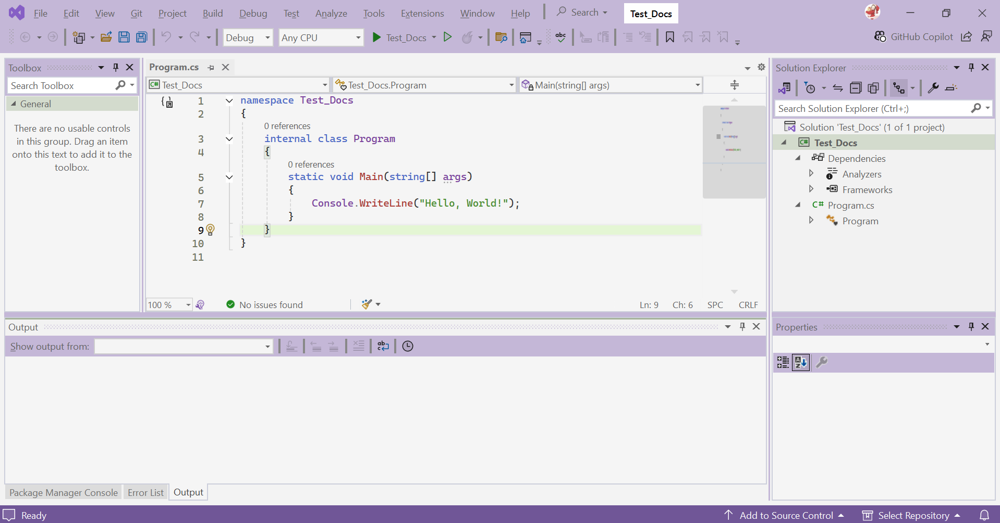 File Edit View Git Project Build Debug Test Analyze Tools Extensions Window Help Search Test_Docs
Debug Any CPU Test_Docs abc GitHub Copilot
Toolbox
Search Toolbox
General
There are no usable controls
in this group. Drag an item
onto this text to add it to the
toolbox.
Program.cs
C# Test_Docs Test_Docs.Program Main(string[] args)
1 namespace Test_Docs
2 {
0 references
3 internal class Program
4 {
0 references
5 static void Main(string[] args)
6 {
7 Console.WriteLine("Hello, World!");
8 }
9 }
10 }
11
100 % No issues found Ln: 9 Ch: 6 SPC CRLF
Solution Explorer
Search Solution Explorer (Ctrl+;)
Solution 'Test_Docs' (1 of 1 project)
C# Test_Docs
Dependencies
Analyzers
Frameworks
C# Program.cs
Program
Output
Show output from: ab c
Package Manager Console Error List Output
Properties
A Z
Ready Add to Source Control Select Repository